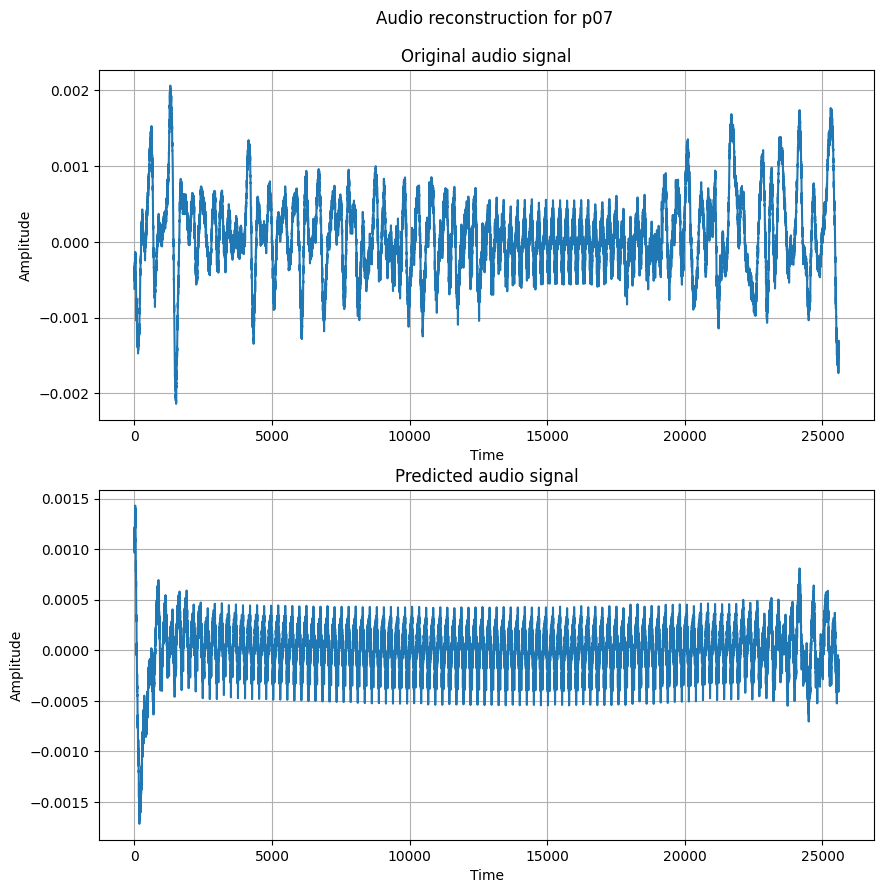 Audio reconstruction for p07
Original audio signal
0.002
0.001
0.000
−0.001
−0.002
Amplitude
0 5000 10000 15000 20000 25000
Time
Predicted audio signal
0.0015
0.0010
0.0005
0.0000
−0.0005
−0.0010
−0.0015
Amplitude
0 5000 10000 15000 20000 25000
Time